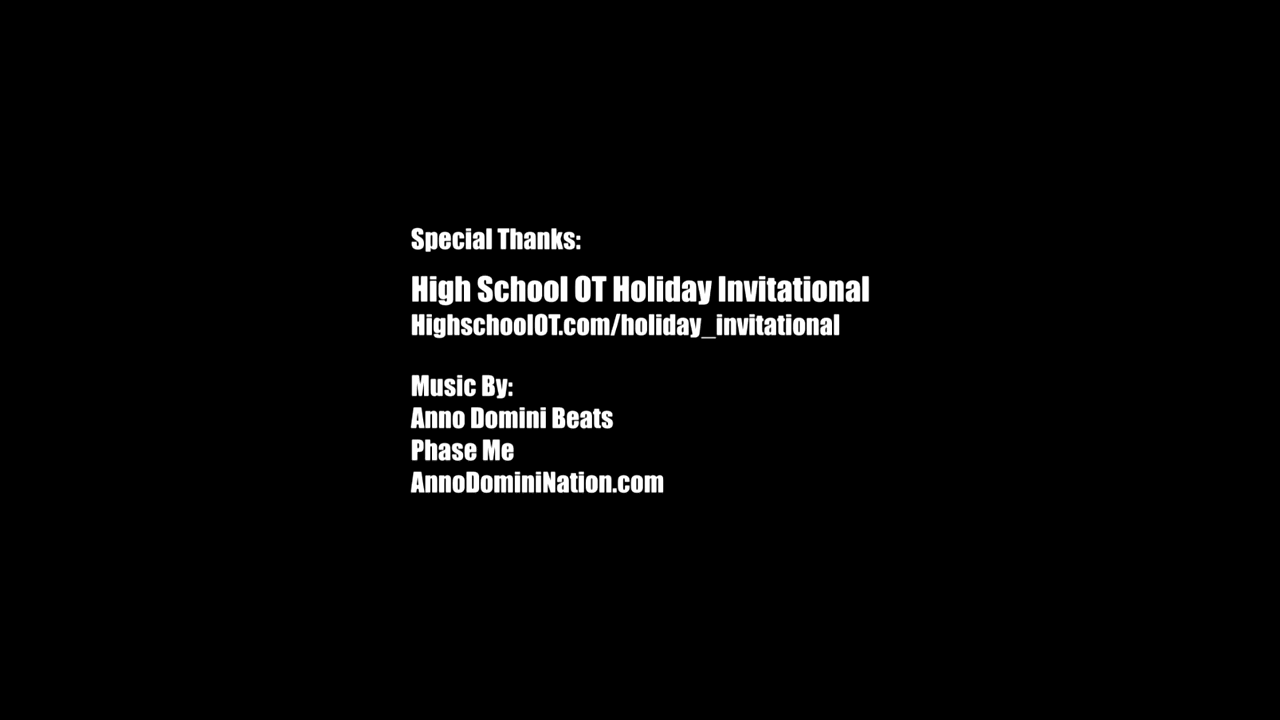 Special Thanks:
High School OT Holiday Invitational
HighschoolOT.com/holiday_invitational
Music By:
Anno Domini Beats
Phase Me
AnnoDominiNation.com